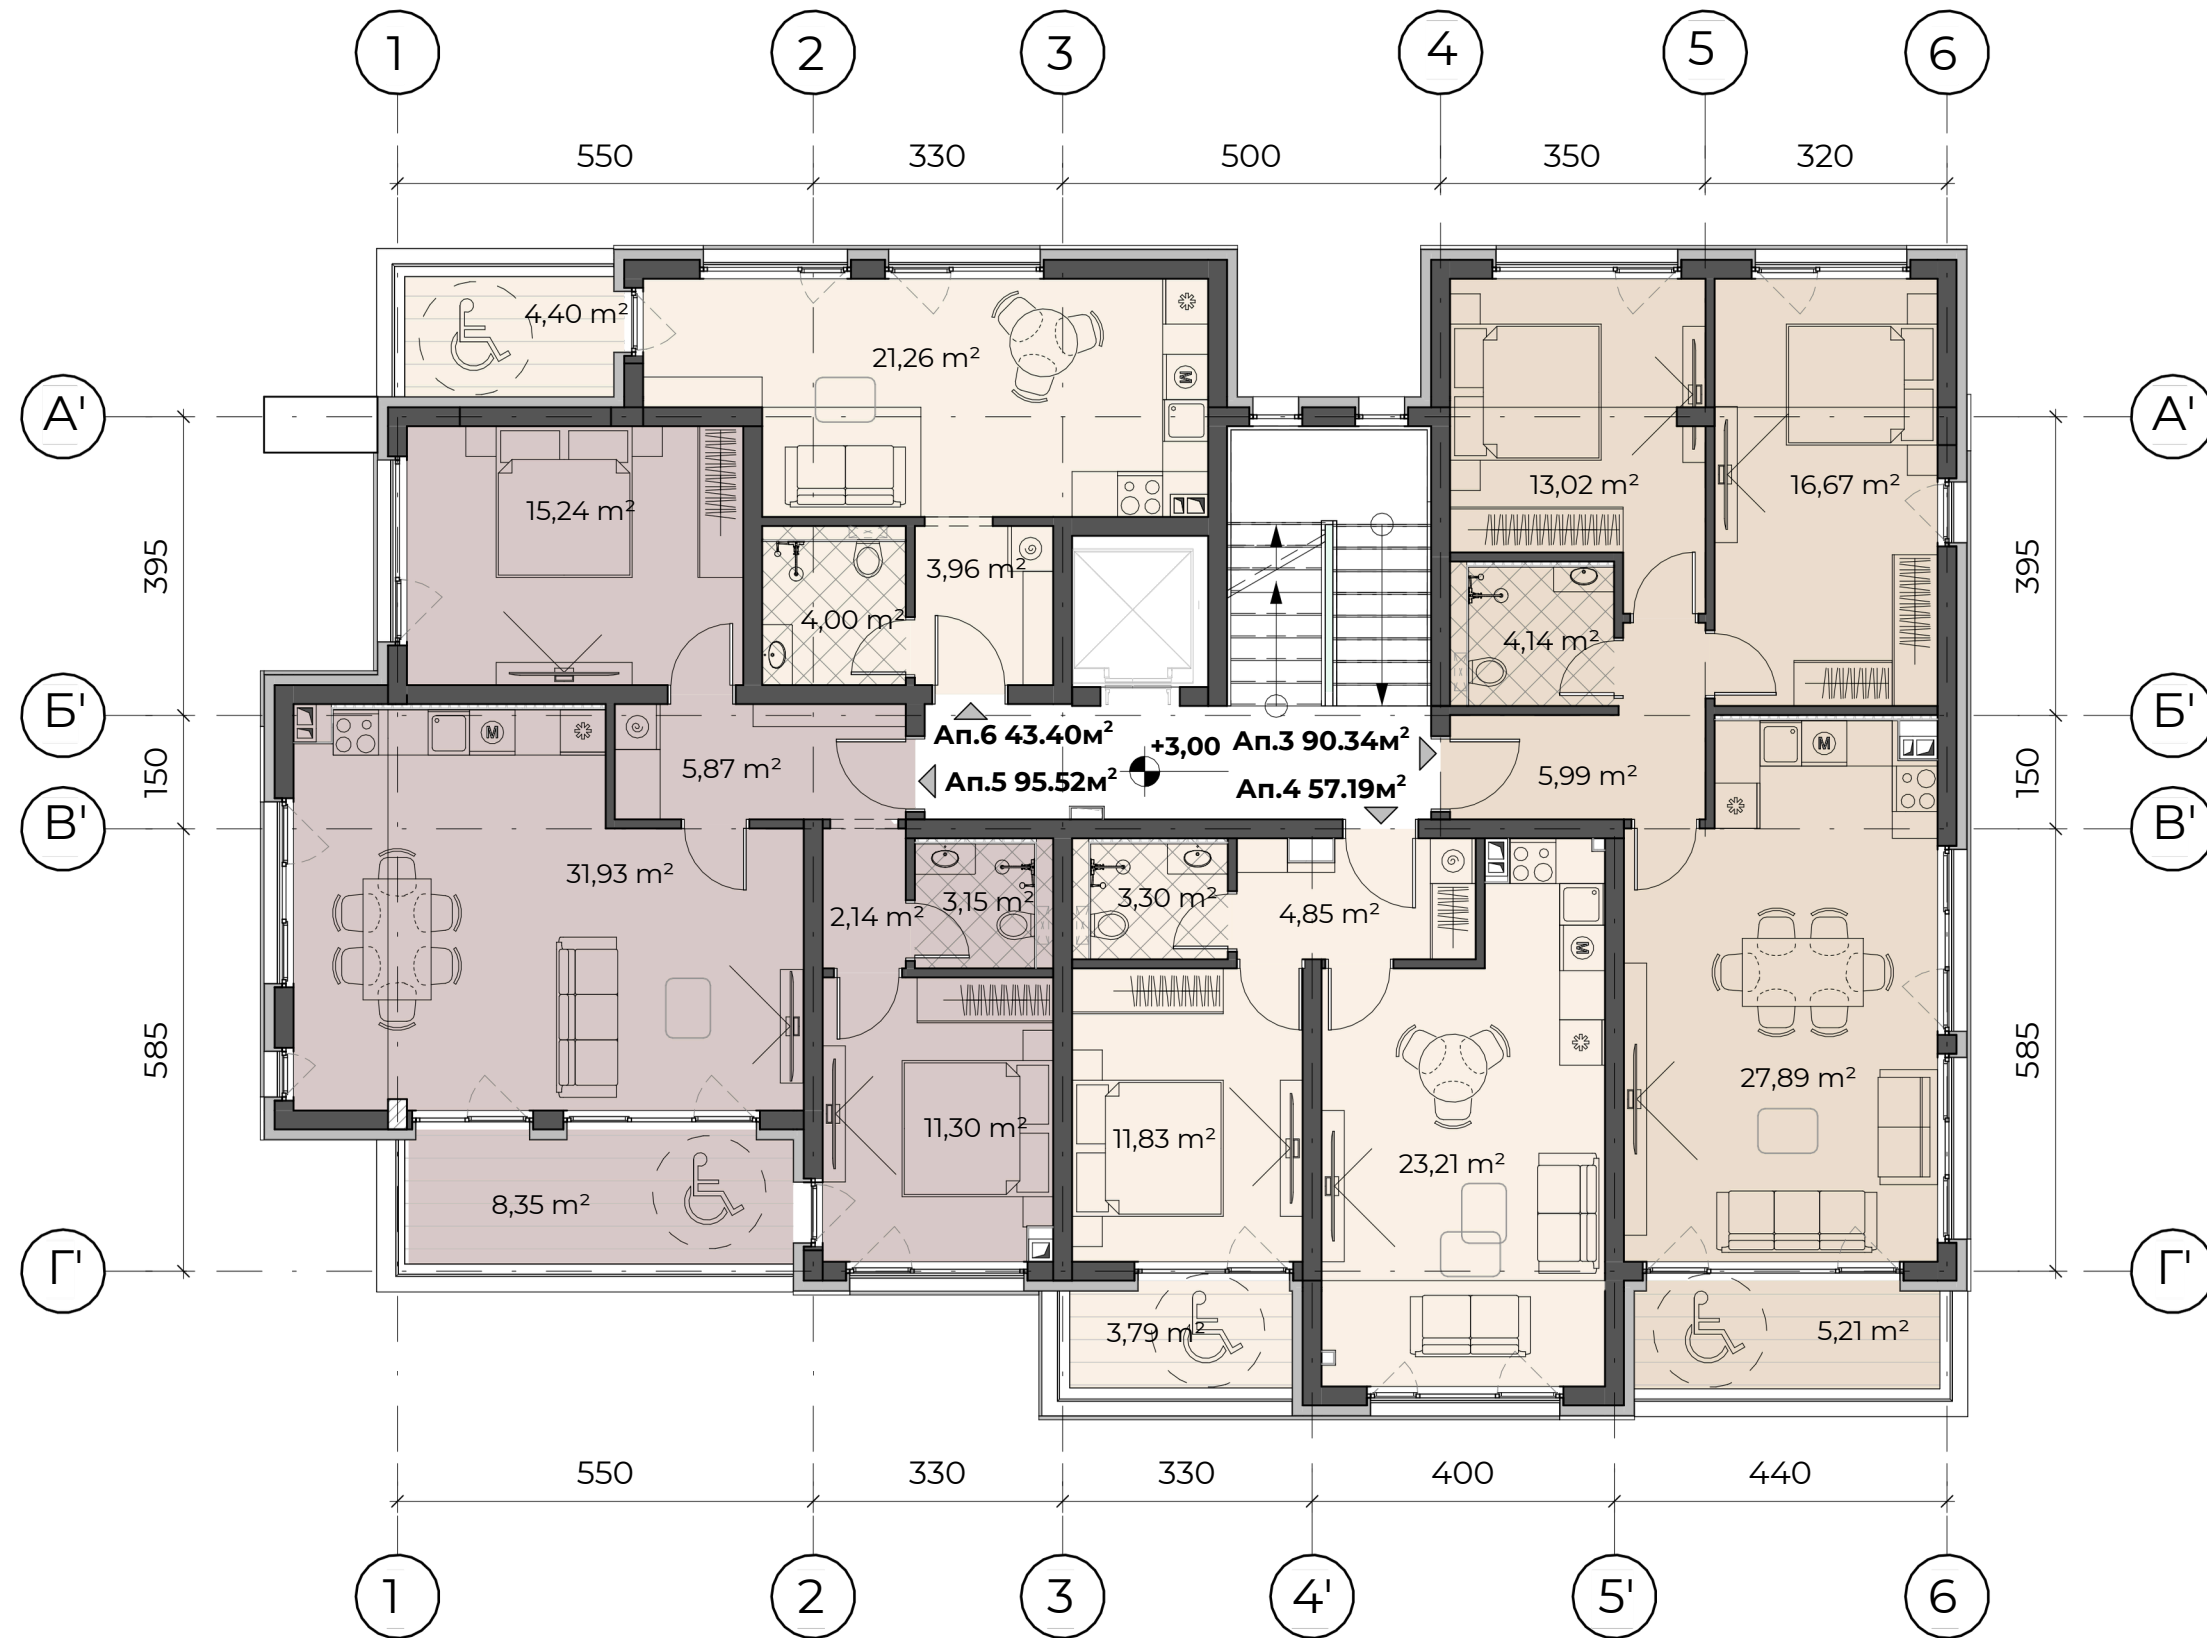 1 2 3 4 5 6
550 330 500 350 320
4,40 m²
21,26 m²
А' А'
13,02 m² 16,67 m²
15,24 m²
395 395
3,96 m²
4,00 m²
4,14 m²
Б' Б'
Ап.6 43.40м² +3,00 Ап.3 90.34м²
Ап.5 95.52м² Ап.4 57.19м²
5,87 m²
5,99 m²
M M M M
150 150
В' В'
31,93 m²
2,14 m² 3,15 m² 3,30 m² 4,85 m²
585 585
27,89 m²
11,30 m² 11,83 m²
23,21 m²
8,35 m²
Г' Г'
3,79 m² 5,21 m²
550 330 330 400 440
1 2 3 4' 5' 6